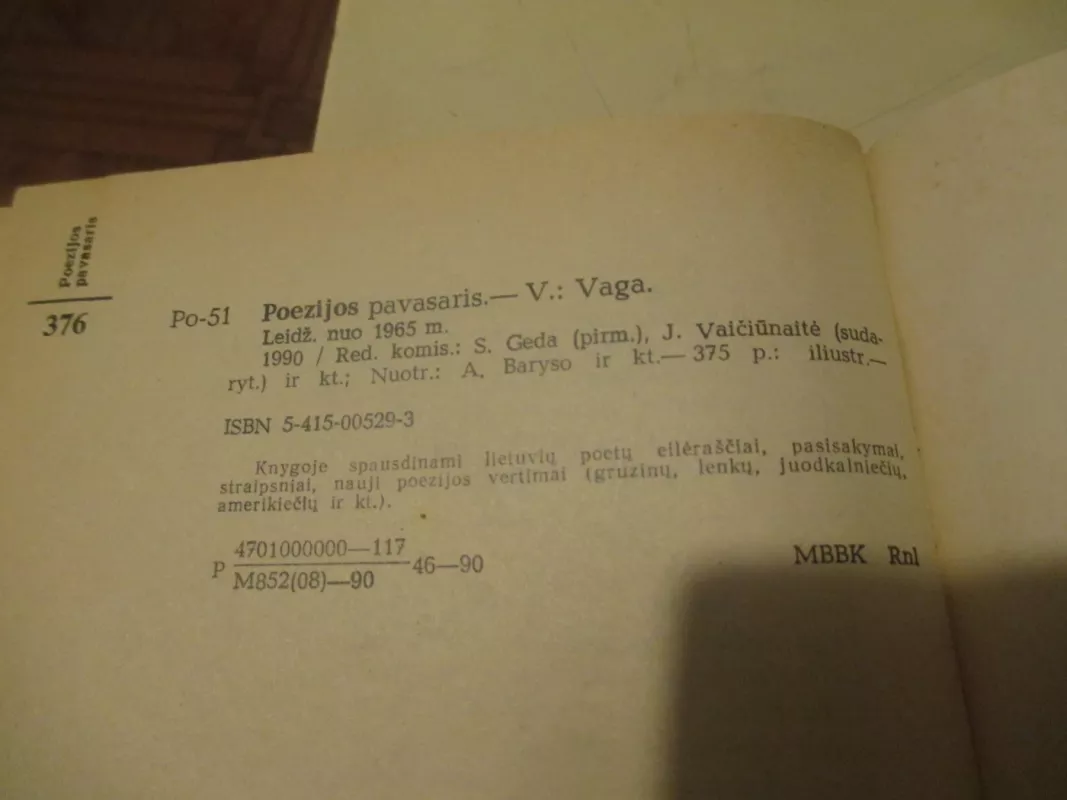 Poezijos
pavasaris
376
Po-51 Poezijos pavasaris.— V.: Vaga.
Leidž. nuo 1965 m.
1990 / Red. komis.: S. Geda (pirm.), J. Vaičiūnaitė (suda-
ryt.) ir kt.; Nuotr.: A. Baryso ir kt.— 375 p.: iliustr.—
ISBN 5-415-00529-3
Knygoje spausdinami lietuvių poetų eilėraščiai, pasisakymai,
straipsniai, nauji poezijos vertimai (gruzinų, lenkų, juodkalniečių,
amerikiečių ir kt.).
P 4701000000—117
M852(08)—90 46—90
MBBK Rnl